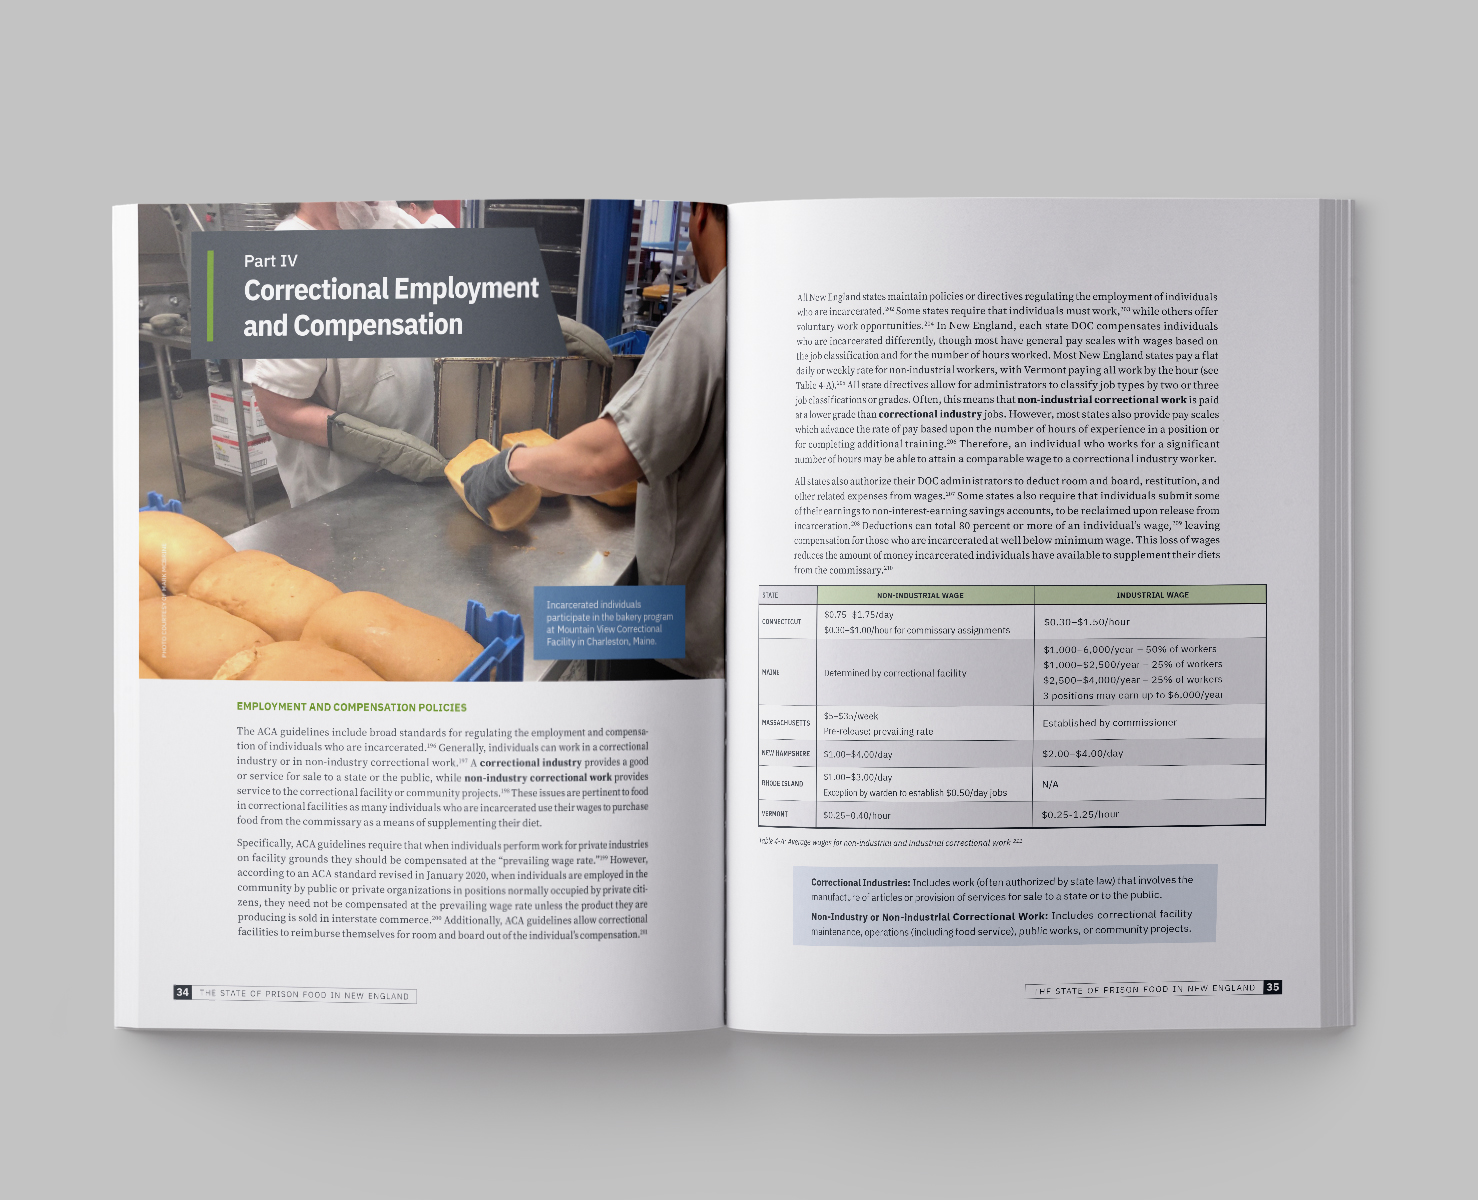 Part IV
Correctional Employment
and Compensation
PHOTO COURTESY OF MARK MCBRINE
Incarcerated individuals
participate in the bakery program
at Mountain View Correctional
Facility in Charleston, Maine.
EMPLOYMENT AND COMPENSATION POLICIES
The ACA guidelines include broad standards for regulating the employment and compensa-
tion of individuals who are incarcerated.196 Generally, individuals can work in a correctional
industry or in non-industry correctional work.197 A correctional industry provides a good
or service for sale to a state or the public, while non-industry correctional work provides
service to the correctional facility or community projects.198 These issues are pertinent to food
in correctional facilities as many individuals who are incarcerated use their wages to purchase
food from the commissary as a means of supplementing their diet.
Specifically, ACA guidelines require that when individuals perform work for private industries
on facility grounds they should be compensated at the “prevailing wage rate.”199 However,
according to an ACA standard revised in January 2020, when individuals are employed in the
community by public or private organizations in positions normally occupied by private citi-
zens, they need not be compensated at the prevailing wage rate unless the product they are
producing is sold in interstate commerce.200 Additionally, ACA guidelines allow correctional
facilities to reimburse themselves for room and board out of the individual’s compensation.201
34 THE STATE OF PRISON FOOD IN NEW ENGLAND
All New England states maintain policies or directives regulating the employment of individuals
who are incarcerated.202 Some states require that individuals must work,203 while others offer
voluntary work opportunities.204 In New England, each state DOC compensates individuals
who are incarcerated differently, though most have general pay scales with wages based on
the job classification and for the number of hours worked. Most New England states pay a flat
daily or weekly rate for non-industrial workers, with Vermont paying all work by the hour (see
Table 4-A).205 All state directives allow for administrators to classify job types by two or three
job classifications or grades. Often, this means that non-industrial correctional work is paid
at a lower grade than correctional industry jobs. However, most states also provide pay scales
which advance the rate of pay based upon the number of hours of experience in a position or
for completing additional training.206 Therefore, an individual who works for a significant
number of hours may be able to attain a comparable wage to a correctional industry worker.
All states also authorize their DOC administrators to deduct room and board, restitution, and
other related expenses from wages.207 Some states also require that individuals submit some
of their earnings to non-interest-earning savings accounts, to be reclaimed upon release from
incarceration.208 Deductions can total 80 percent or more of an individual’s wage,209 leaving
compensation for those who are incarcerated at well below minimum wage. This loss of wages
reduces the amount of money incarcerated individuals have available to supplement their diets
from the commissary.210
STATE NON-INDUSTRIAL WAGE INDUSTRIAL WAGE
CONNECTICUT $0.75–$1.75/day
$0.30–$1.00/hour for commissary assignments $0.30–$1.50/hour
MAINE Determined by correctional facility $1,000–6,000/year – 50% of workers
$1,000–$2,500/year – 25% of workers
$2,500–$4,000/year – 25% of workers
3 positions may earn up to $6,000/year
MASSACHUSETTS $5–$35/week
Pre-release: prevailing rate Established by commissioner
NEW HAMPSHIRE $1.00–$4.00/day $2.00–$4.00/day
RHODE ISLAND $1.00–$3.00/day
Exception by warden to establish $0.50/day jobs N/A
VERMONT $0.25–0.40/hour $0.25-1.25/hour
Table 4-A: Average wages for non-industrial and industrial correctional work 211
Correctional Industries: Includes work (often authorized by state law) that involves the
manufacture of articles or provision of services for sale to a state or to the public.
Non-Industry or Non-industrial Correctional Work: Includes correctional facility
maintenance, operations (including food service), public works, or community projects.
THE STATE OF PRISON FOOD IN NEW ENGLAND 35